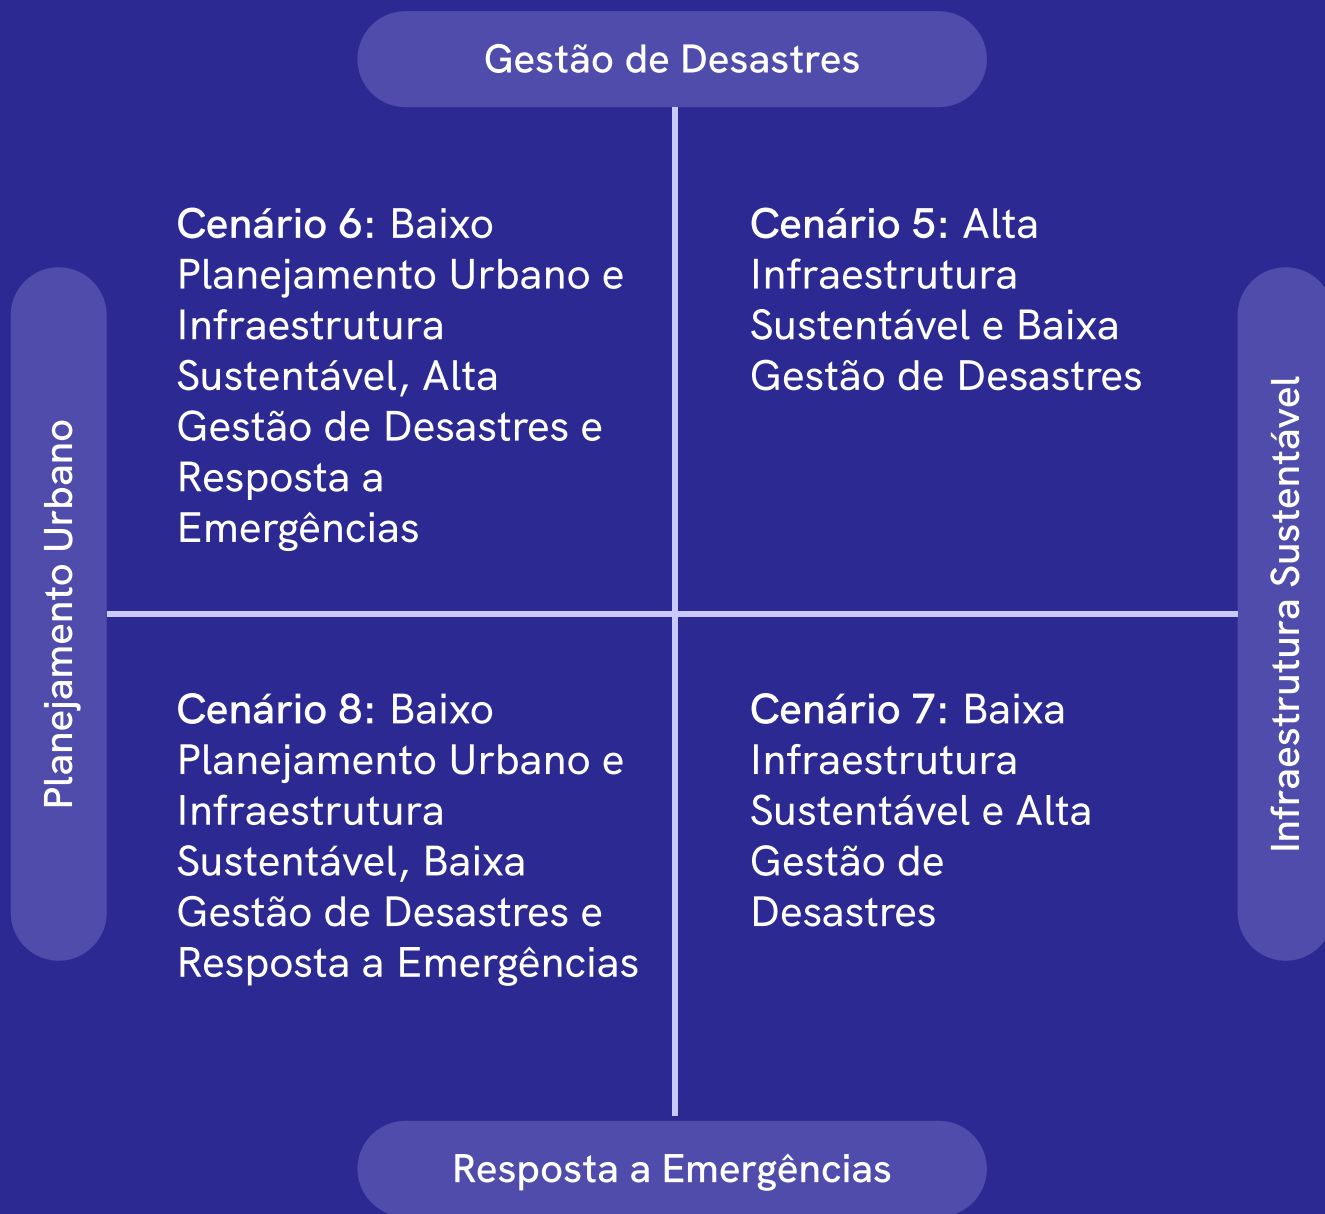 Gestão de Desastres
Cenário 6: Baixo
Planejamento Urbano e
Infraestrutura
Sustentável, Alta
Gestão de Desastres e
Resposta a
Emergências
Cenário 5: Alta
Infraestrutura
Sustentável e Baixa
Gestão de Desastres
Planejamento Urbano
Infraestrutura Sustentável
Cenário 8: Baixo
Planejamento Urbano e
Infraestrutura
Sustentável, Baixa
Gestão de Desastres e
Resposta a Emergências
Cenário 7: Baixa
Infraestrutura
Sustentável e Alta
Gestão de
Desastres
Resposta a Emergências